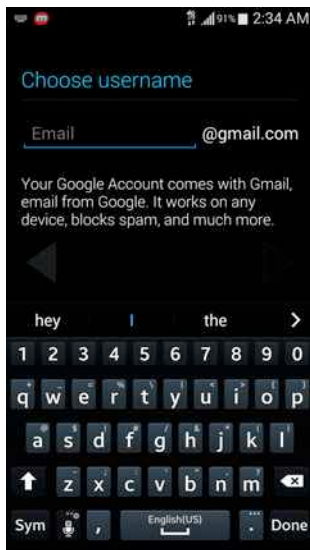 91% 2:34 AM
Choose username
Email @gmail.com
Your Google Account comes with Gmail,
email from Google. It works on any
device, blocks spam, and much more.
hey I the >
1 2 3 4 5 6 7 8 9 0
q w e r t y u i o p
a s d f g h j k l
z x c v b n m
Sym , English(US) . Done